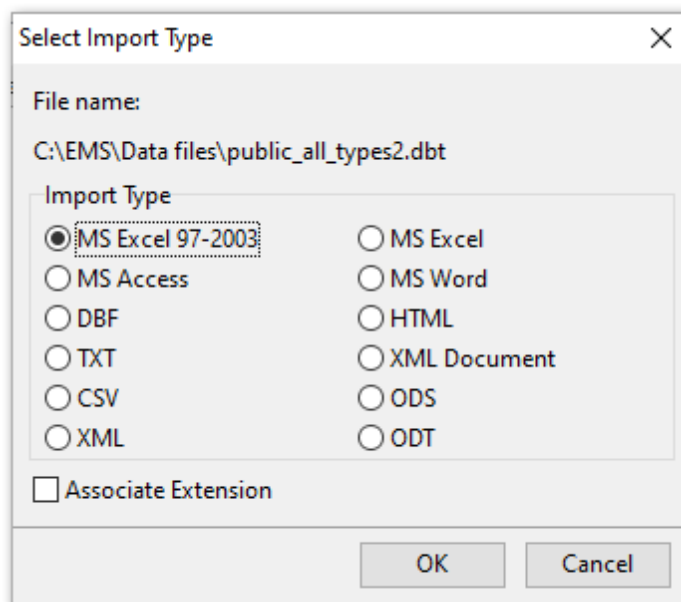 Select Import Type
File name:
C:\EMS\Data files\public_all_types2.dbt
Import Type
MS Excel 97-2003 MS Excel
MS Access MS Word
DBF HTML
TXT XML Document
CSV ODS
XML ODT
Associate Extension
OK Cancel